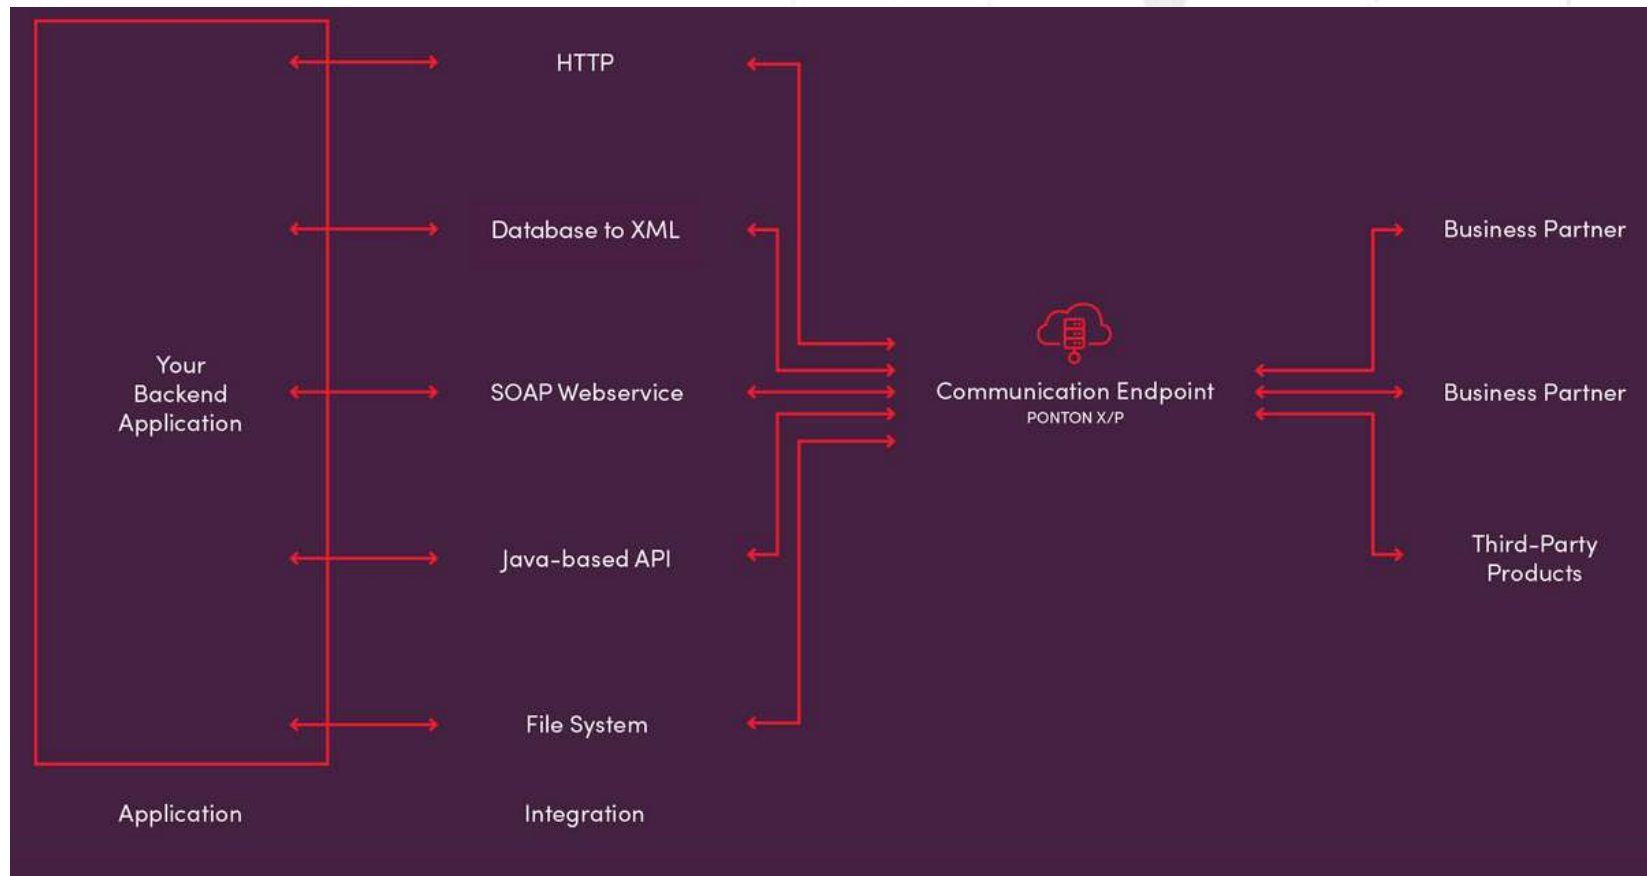 HTTP
Database to XML
Business Partner
Your
Backend
Application
SOAP Webservice
Communication Endpoint
PONTON X/P
Business Partner
Java-based API
Third-Party
Products
File System
Application
Integration